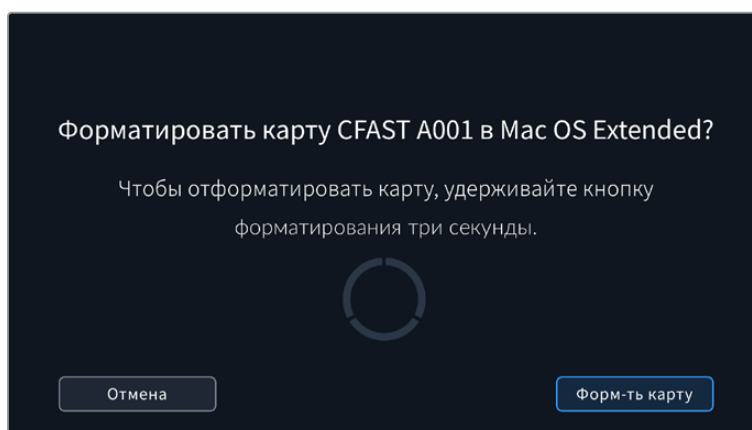 Форматировать карту CFAST A001 в Mac OS Extended?
Чтобы отформатировать карту, удерживайте кнопку
форматирования три секунды.
Отмена
Форм-ть карту